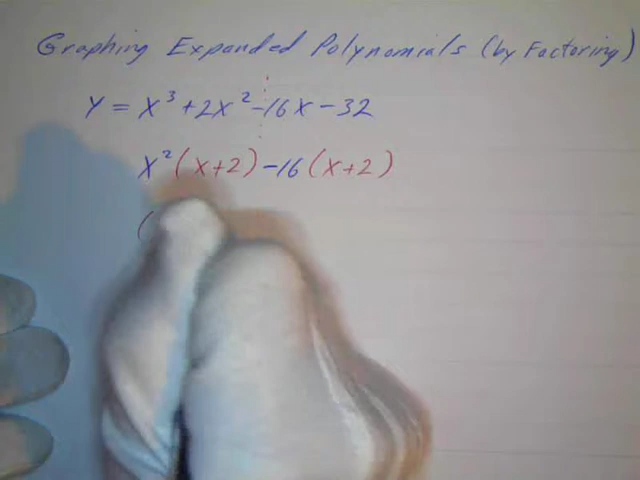 Graphing Expanded Polynomials (by Factoring)
Y = X³ + 2X² - 16X - 32
X² (X+2) - 16 (X+2)
(